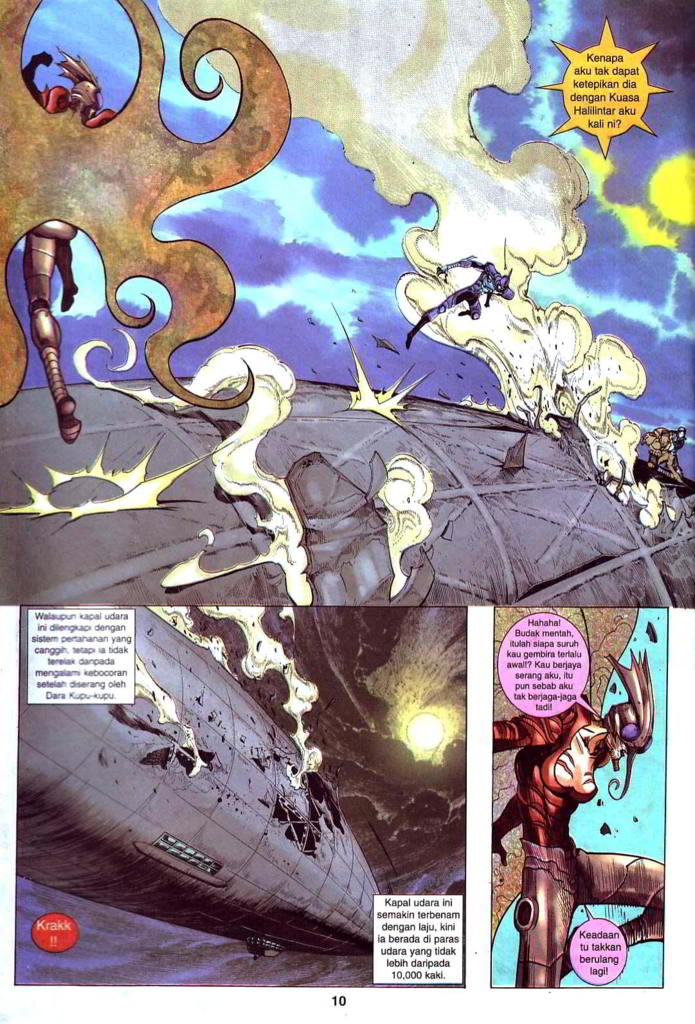 Kenapa
aku tak dapat
ketepikan dia
dengan Kuasa
Halilintar aku
kali ni?
Walaupun kapal udara
ini dilengkapi dengan
sistem pertahanan yang
canggih, tetapi ia tidak
terelak daripada
mengalami kebocoran
setelah diserang oleh
Dara Kupu-kupu.
Krakk
!!
Kapal udara ini
semakin terbenam
dengan laju, kini
ia berada di paras
udara yang tidak
lebih daripada
10,000 kaki.
Hahaha!
Budak mentah,
itulah siapa suruh
kau gembira terlalu
awal!? Kau berjaya
serang aku, itu
pun sebab aku
tak berjaga-jaga
tadi!
Keadaan
tu takkan
berulang
lagi!
10